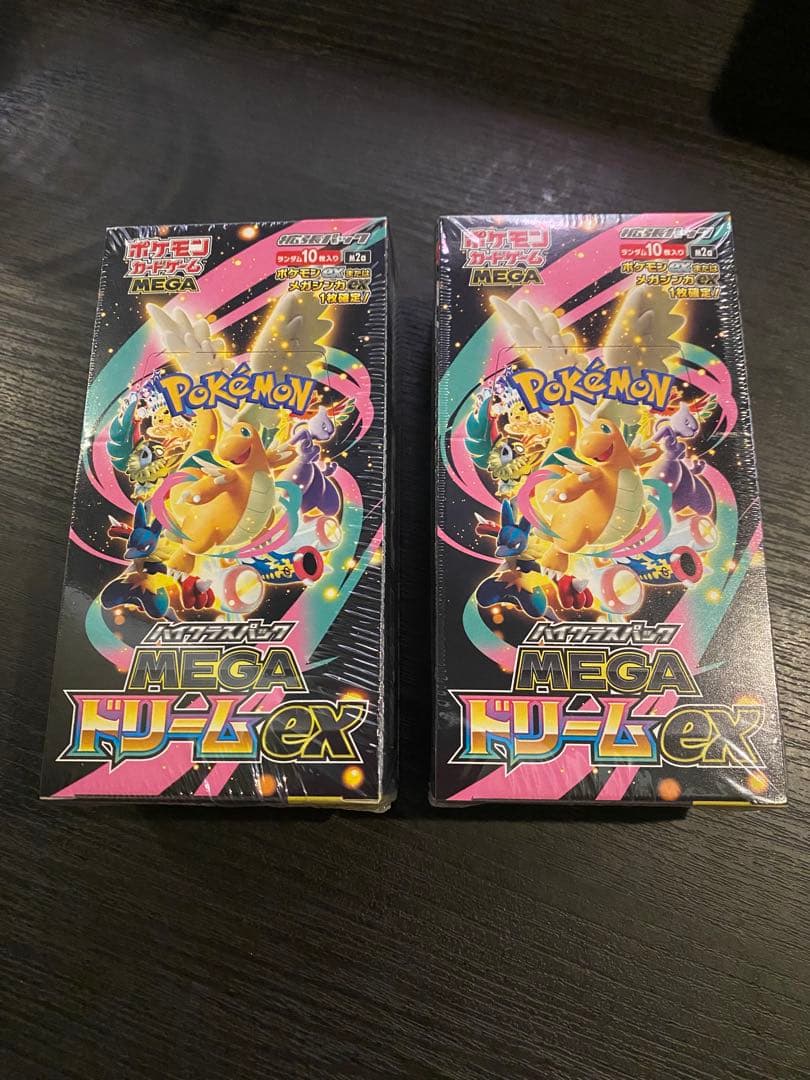 ポケモン
カードゲーム
MEGA
拡張パック
ランダム10枚入り M2a
ポケモンexまたは
メガシンカex
1枚確定!
POKéMON
ハイクラスパック
MEGA
ドリームex
ポケモン
カードゲーム
MEGA
拡張パック
ランダム10枚入り M2a
ポケモンexまたは
メガシンカex
1枚確定!
POKéMON
ハイクラスパック
MEGA
ドリームex